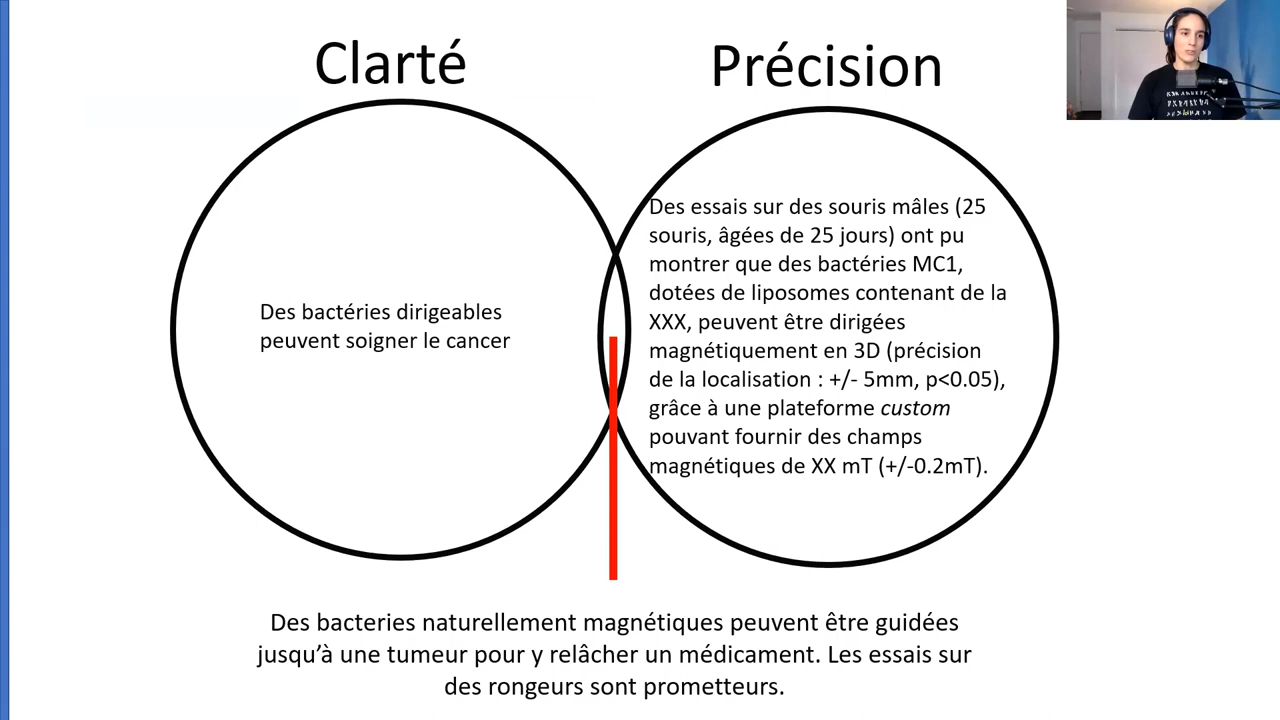 Clarté
Précision
Des bactéries dirigeables
peuvent soigner le cancer
Des essais sur des souris mâles (25
souris, âgées de 25 jours) ont pu
montrer que des bactéries MC1,
dotées de liposomes contenant de la
XXX, peuvent être dirigées
magnétiquement en 3D (précision
de la localisation : +/- 5mm, p<0.05),
grâce à une plateforme custom
pouvant fournir des champs
magnétiques de XX mT (+/-0.2mT).
Des bacteries naturellement magnétiques peuvent être guidées
jusqu’à une tumeur pour y relâcher un médicament. Les essais sur
des rongeurs sont prometteurs.